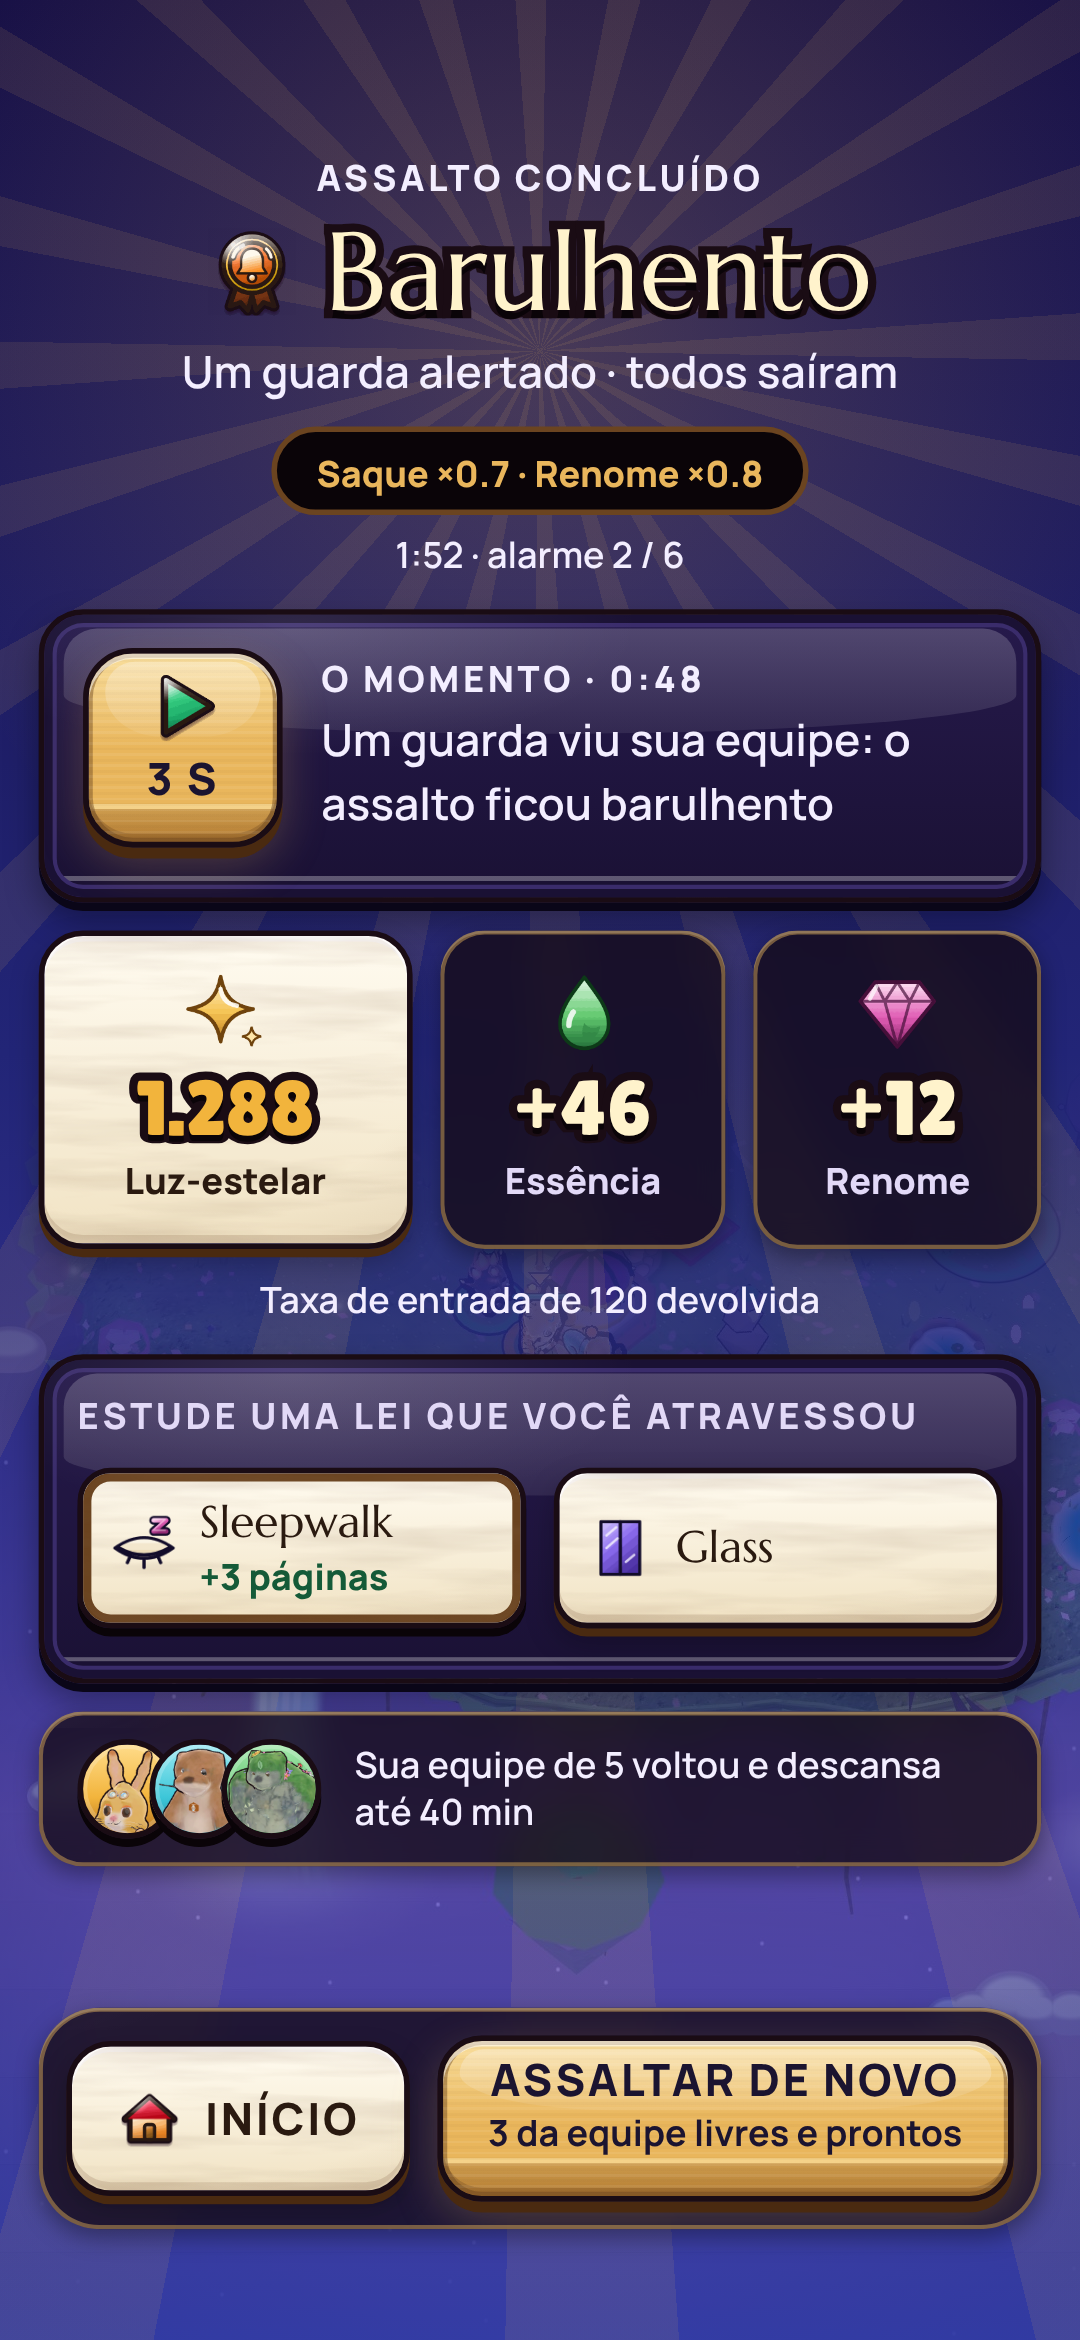 ASSALTO CONCLUÍDO
Barulhento
Um guarda alertado · todos saíram
Saque ×0.7 · Renome ×0.8
1:52 · alarme 2 / 6
O MOMENTO · 0:48
Um guarda viu sua equipe: o
assalto ficou barulhento
3 S
1.288
Luz-estelar
+46
Essência
+12
Renome
Taxa de entrada de 120 devolvida
ESTUDE UMA LEI QUE VOCÊ ATRAVESSOU
Sleepwalk
+3 páginas
Glass
Sua equipe de 5 voltou e descansa
até 40 min
INÍCIO
ASSALTAR DE NOVO
3 da equipe livres e prontos